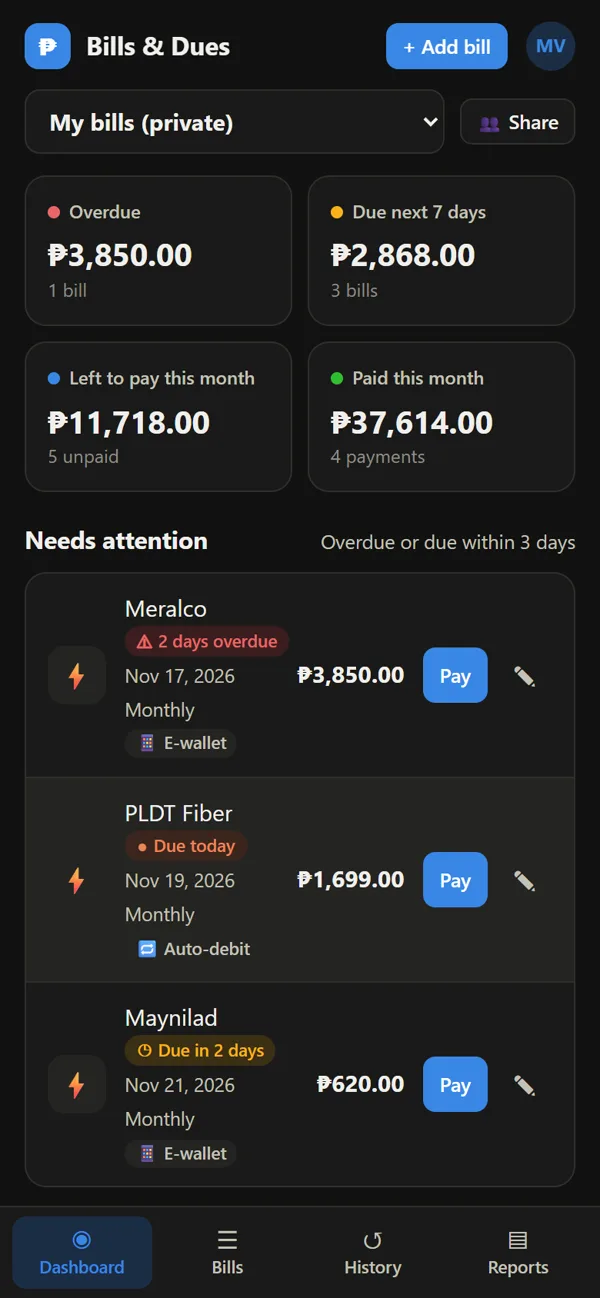 ₱ Bills & Dues + Add bill MV
My bills (private) Share
Overdue
₱3,850.00
1 bill
Due next 7 days
₱2,868.00
3 bills
Left to pay this month
₱11,718.00
5 unpaid
Paid this month
₱37,614.00
4 payments
Needs attention Overdue or due within 3 days
Meralco
2 days overdue
Nov 17, 2026
Monthly
E-wallet
₱3,850.00 Pay
PLDT Fiber
Due today
Nov 19, 2026
Monthly
Auto-debit
₱1,699.00 Pay
Maynilad
Due in 2 days
Nov 21, 2026
Monthly
E-wallet
₱620.00 Pay
Dashboard Bills History Reports